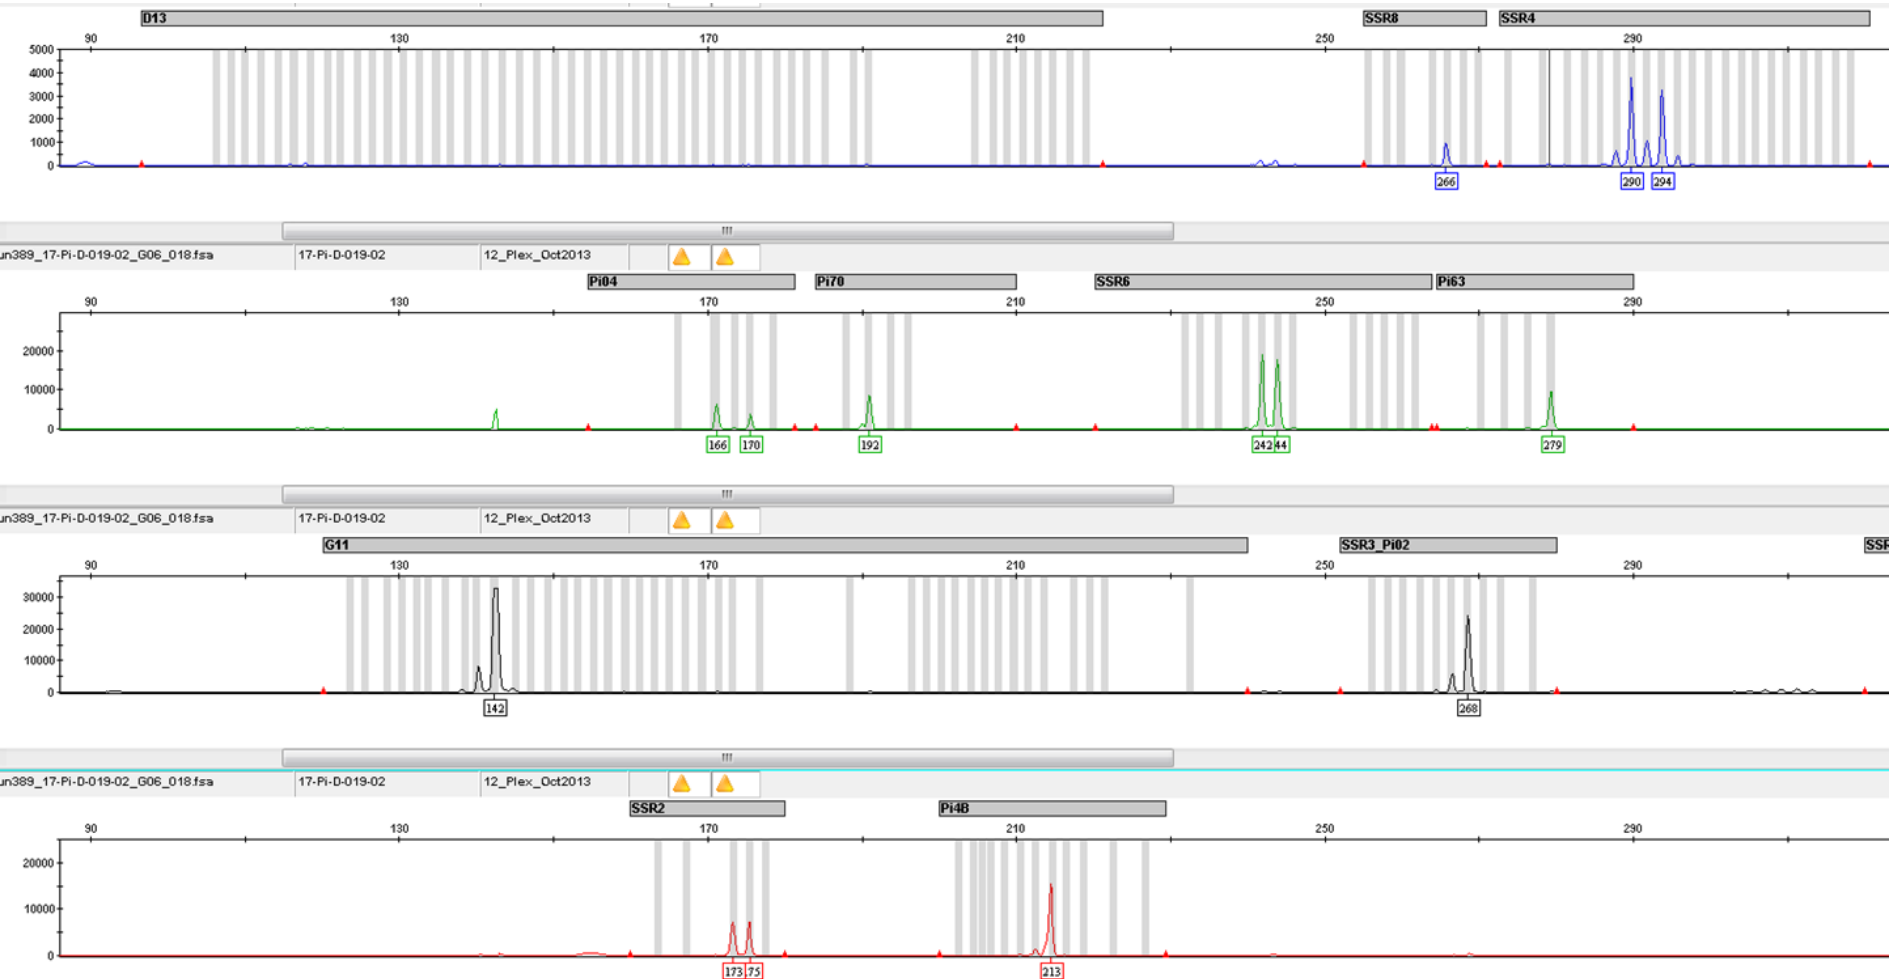 D13 SSR8 SSR4
90 130 170 210 250 290
5000
4000
3000
2000
1000
0
266 290 294
un389_17-Pi-D-019-02_G06_018.fsa 17-Pi-D-019-02 12_Plex_Oct2013
Pi04 Pi70 SSR6 Pi63
90 130 170 210 250 290
20000
10000
0
166 170 192 242 44 279
un389_17-Pi-D-019-02_G06_018.fsa 17-Pi-D-019-02 12_Plex_Oct2013
G11 SSR3_Pi02 SSR
90 130 170 210 250 290
30000
20000
10000
0
142 268
un389_17-Pi-D-019-02_G06_018.fsa 17-Pi-D-019-02 12_Plex_Oct2013
SSR2 Pi4B
90 130 170 210 250 290
20000
10000
0
173 75 213